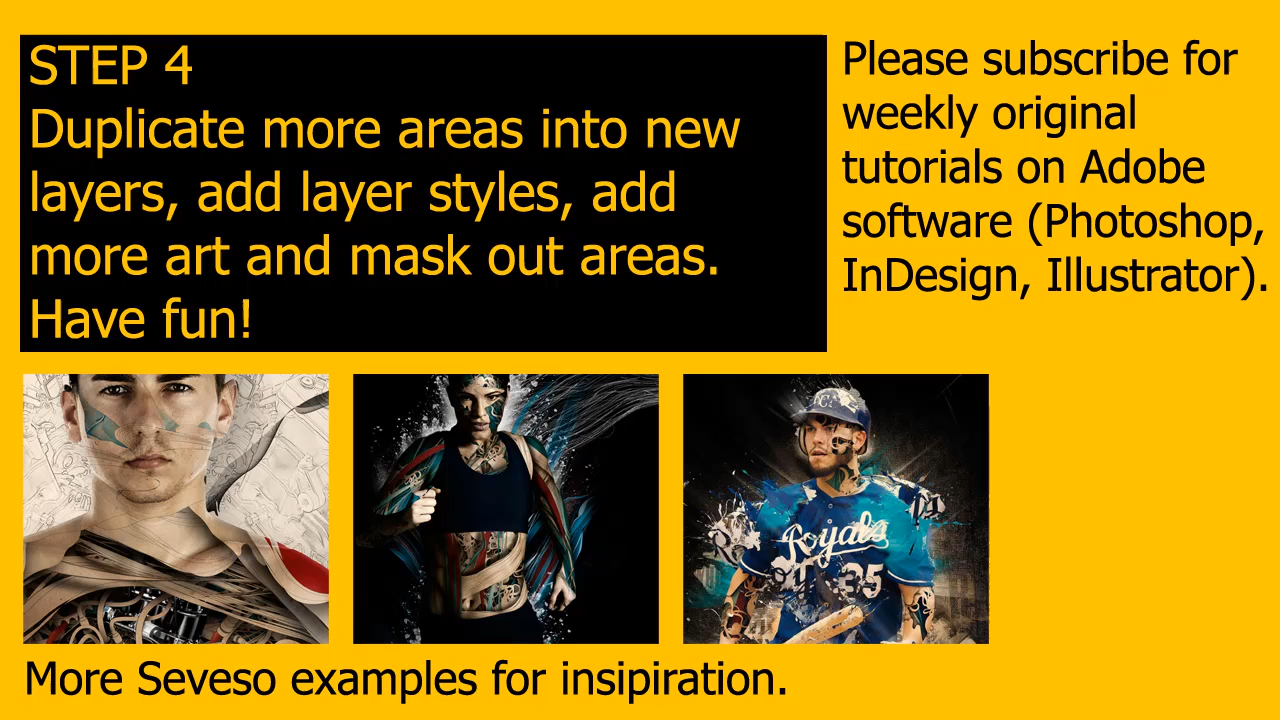 STEP 4
Duplicate more areas into new
layers, add layer styles, add
more art and mask out areas.
Have fun!
Please subscribe for
weekly original
tutorials on Adobe
software (Photoshop,
InDesign, Illustrator).
KC
Royals
35
More Seveso examples for insipiration.